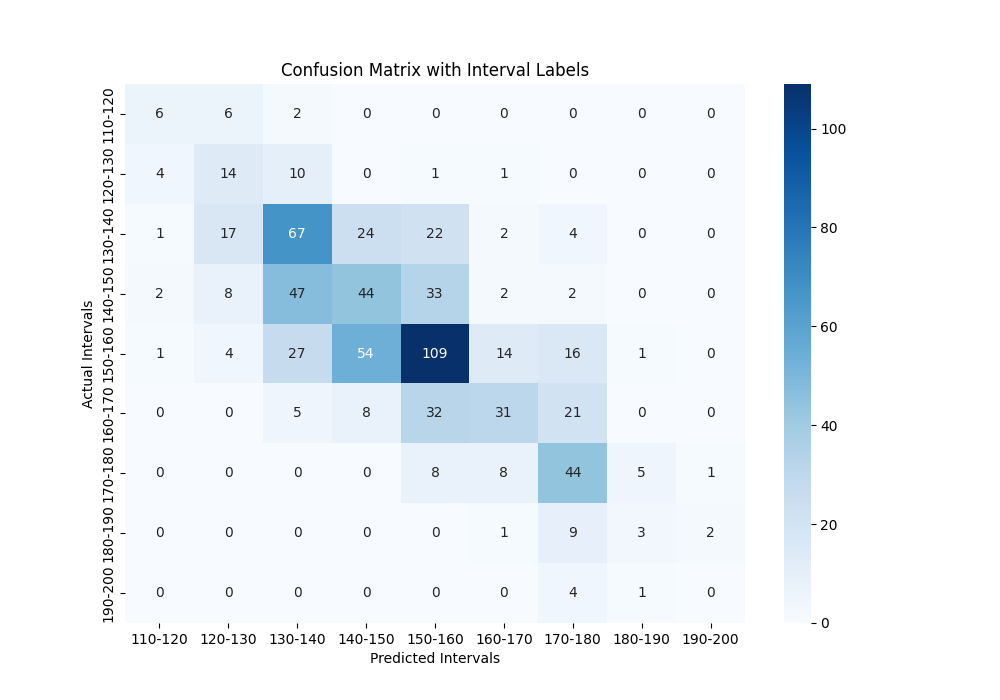 Confusion Matrix with Interval Labels
Actual Intervals
110-120 6 6 2 0 0 0 0 0 0
120-130 4 14 10 0 1 1 0 0 0
130-140 1 17 67 24 22 2 4 0 0
140-150 2 8 47 44 33 2 2 0 0
150-160 1 4 27 54 109 14 16 1 0
160-170 0 0 5 8 32 31 21 0 0
170-180 0 0 0 0 8 8 44 5 1
180-190 0 0 0 0 0 1 9 3 2
190-200 0 0 0 0 0 0 4 1 0
110-120 120-130 130-140 140-150 150-160 160-170 170-180 180-190 190-200
Predicted Intervals
100
80
60
40
20
0